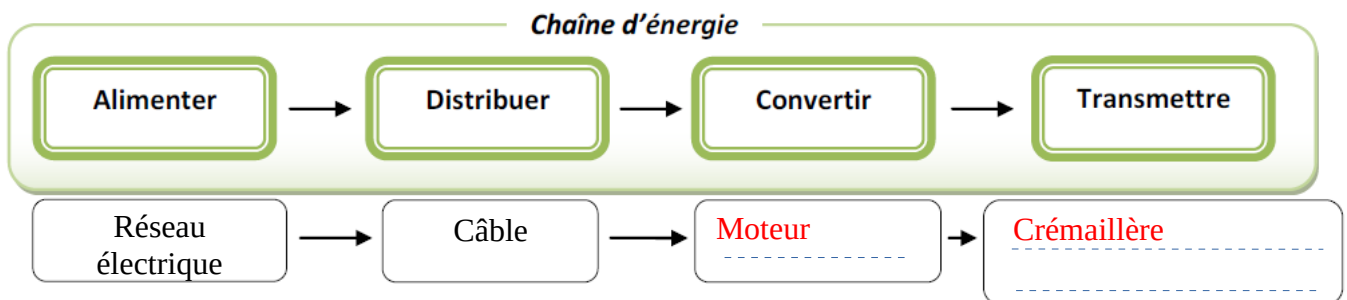 Chaîne d'énergie
Alimenter
Distribuer
Convertir
Transmettre
Réseau
électrique
Câble
Moteur
Crémaillère